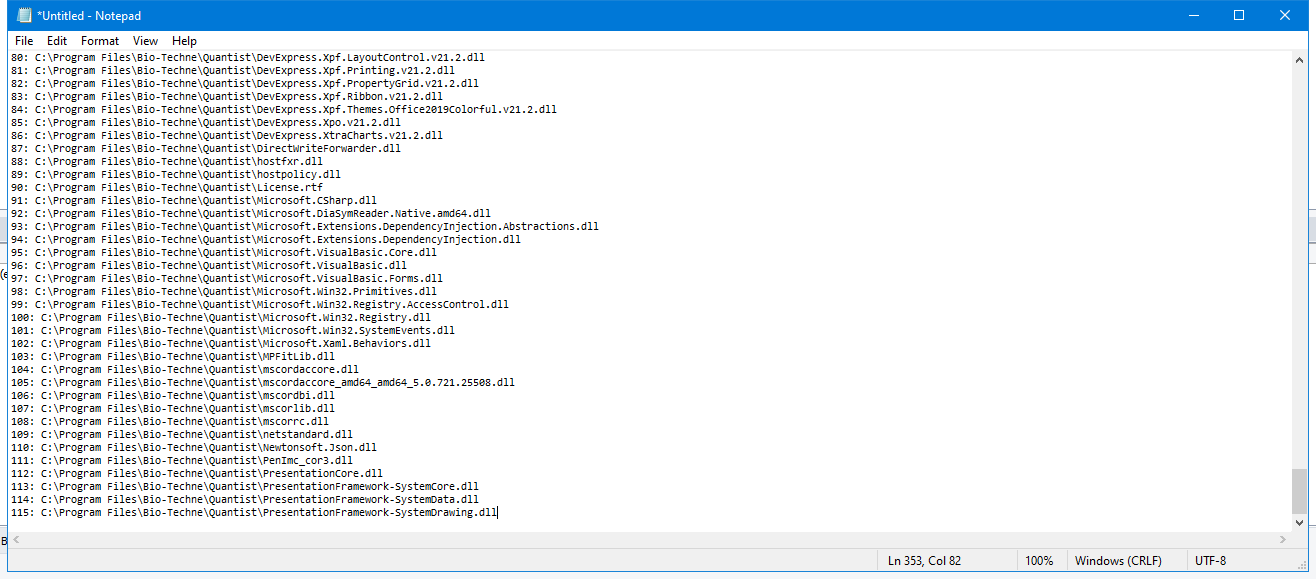 *Untitled - Notepad
File Edit Format View Help
80: C:\Program Files\Bio-Techne\Quantist\DevExpress.Xpf.LayoutControl.v21.2.dll
81: C:\Program Files\Bio-Techne\Quantist\DevExpress.Xpf.Printing.v21.2.dll
82: C:\Program Files\Bio-Techne\Quantist\DevExpress.Xpf.PropertyGrid.v21.2.dll
83: C:\Program Files\Bio-Techne\Quantist\DevExpress.Xpf.Ribbon.v21.2.dll
84: C:\Program Files\Bio-Techne\Quantist\DevExpress.Xpf.Themes.Office2019Colorful.v21.2.dll
85: C:\Program Files\Bio-Techne\Quantist\DevExpress.Xpo.v21.2.dll
86: C:\Program Files\Bio-Techne\Quantist\DevExpress.XtraCharts.v21.2.dll
87: C:\Program Files\Bio-Techne\Quantist\DirectWriteForwarder.dll
88: C:\Program Files\Bio-Techne\Quantist\hostfxr.dll
89: C:\Program Files\Bio-Techne\Quantist\hostpolicy.dll
90: C:\Program Files\Bio-Techne\Quantist\License.rtf
91: C:\Program Files\Bio-Techne\Quantist\Microsoft.CSharp.dll
92: C:\Program Files\Bio-Techne\Quantist\Microsoft.DiaSymReader.Native.amd64.dll
93: C:\Program Files\Bio-Techne\Quantist\Microsoft.Extensions.DependencyInjection.Abstractions.dll
94: C:\Program Files\Bio-Techne\Quantist\Microsoft.Extensions.DependencyInjection.dll
95: C:\Program Files\Bio-Techne\Quantist\Microsoft.VisualBasic.Core.dll
96: C:\Program Files\Bio-Techne\Quantist\Microsoft.VisualBasic.dll
97: C:\Program Files\Bio-Techne\Quantist\Microsoft.VisualBasic.Forms.dll
98: C:\Program Files\Bio-Techne\Quantist\Microsoft.Win32.Primitives.dll
99: C:\Program Files\Bio-Techne\Quantist\Microsoft.Win32.Registry.AccessControl.dll
100: C:\Program Files\Bio-Techne\Quantist\Microsoft.Win32.Registry.dll
101: C:\Program Files\Bio-Techne\Quantist\Microsoft.Win32.SystemEvents.dll
102: C:\Program Files\Bio-Techne\Quantist\Microsoft.Xaml.Behaviors.dll
103: C:\Program Files\Bio-Techne\Quantist\MPFitLib.dll
104: C:\Program Files\Bio-Techne\Quantist\mscordaccore.dll
105: C:\Program Files\Bio-Techne\Quantist\mscordaccore_amd64_amd64_5.0.721.25508.dll
106: C:\Program Files\Bio-Techne\Quantist\mscordbi.dll
107: C:\Program Files\Bio-Techne\Quantist\mscorlib.dll
108: C:\Program Files\Bio-Techne\Quantist\mscorrc.dll
109: C:\Program Files\Bio-Techne\Quantist\netstandard.dll
110: C:\Program Files\Bio-Techne\Quantist\Newtonsoft.Json.dll
111: C:\Program Files\Bio-Techne\Quantist\PenImc_cor3.dll
112: C:\Program Files\Bio-Techne\Quantist\PresentationCore.dll
113: C:\Program Files\Bio-Techne\Quantist\PresentationFramework-SystemCore.dll
114: C:\Program Files\Bio-Techne\Quantist\PresentationFramework-SystemData.dll
115: C:\Program Files\Bio-Techne\Quantist\PresentationFramework-SystemDrawing.dll
Ln 353, Col 82 100% Windows (CRLF) UTF-8